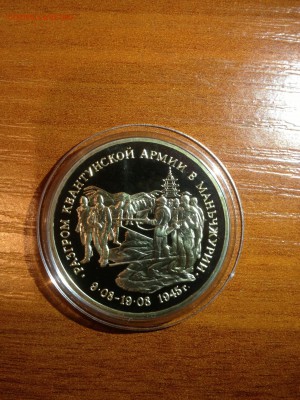 · РАЗГРОМ КВАНТУНСКОЙ АРМИИ В МАНЬЧЖУРИИ ·
9·08-19·08 1945г.